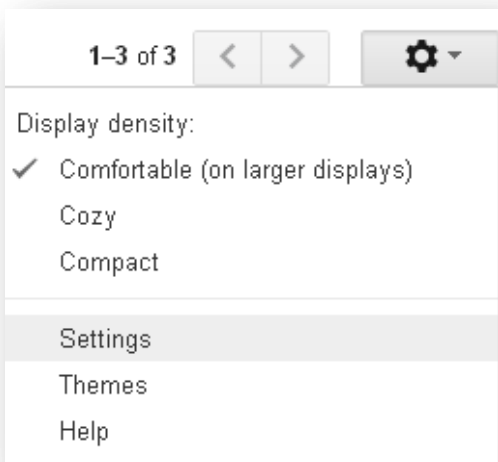 1–3 of 3
Display density:
Comfortable (on larger displays)
Cozy
Compact
Settings
Themes
Help